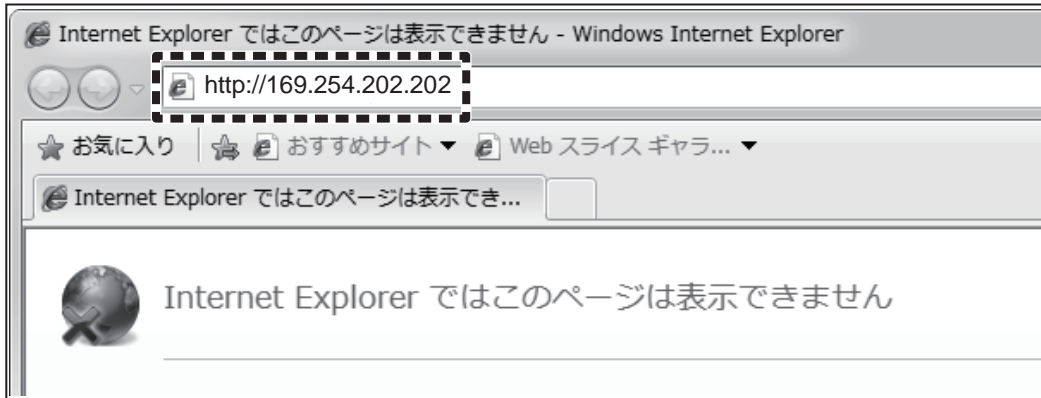 Internet Explorer ではこのページは表示できません - Windows Internet Explorer
http://169.254.202.202
お気に入り おすすめサイト ▼ Web スライス ギャラ... ▼
Internet Explorer ではこのページは表示でき...
Internet Explorer ではこのページは表示できません